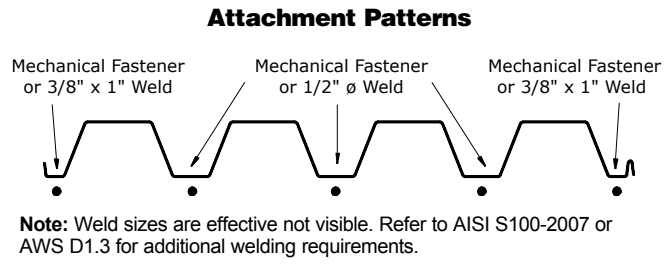 Attachment Patterns
Mechanical Fastener
or 3/8" x 1" Weld
Mechanical Fastener
or 1/2" ø Weld
Mechanical Fastener
or 3/8" x 1" Weld
Note: Weld sizes are effective not visible. Refer to AISI S100-2007 or
AWS D1.3 for additional welding requirements.